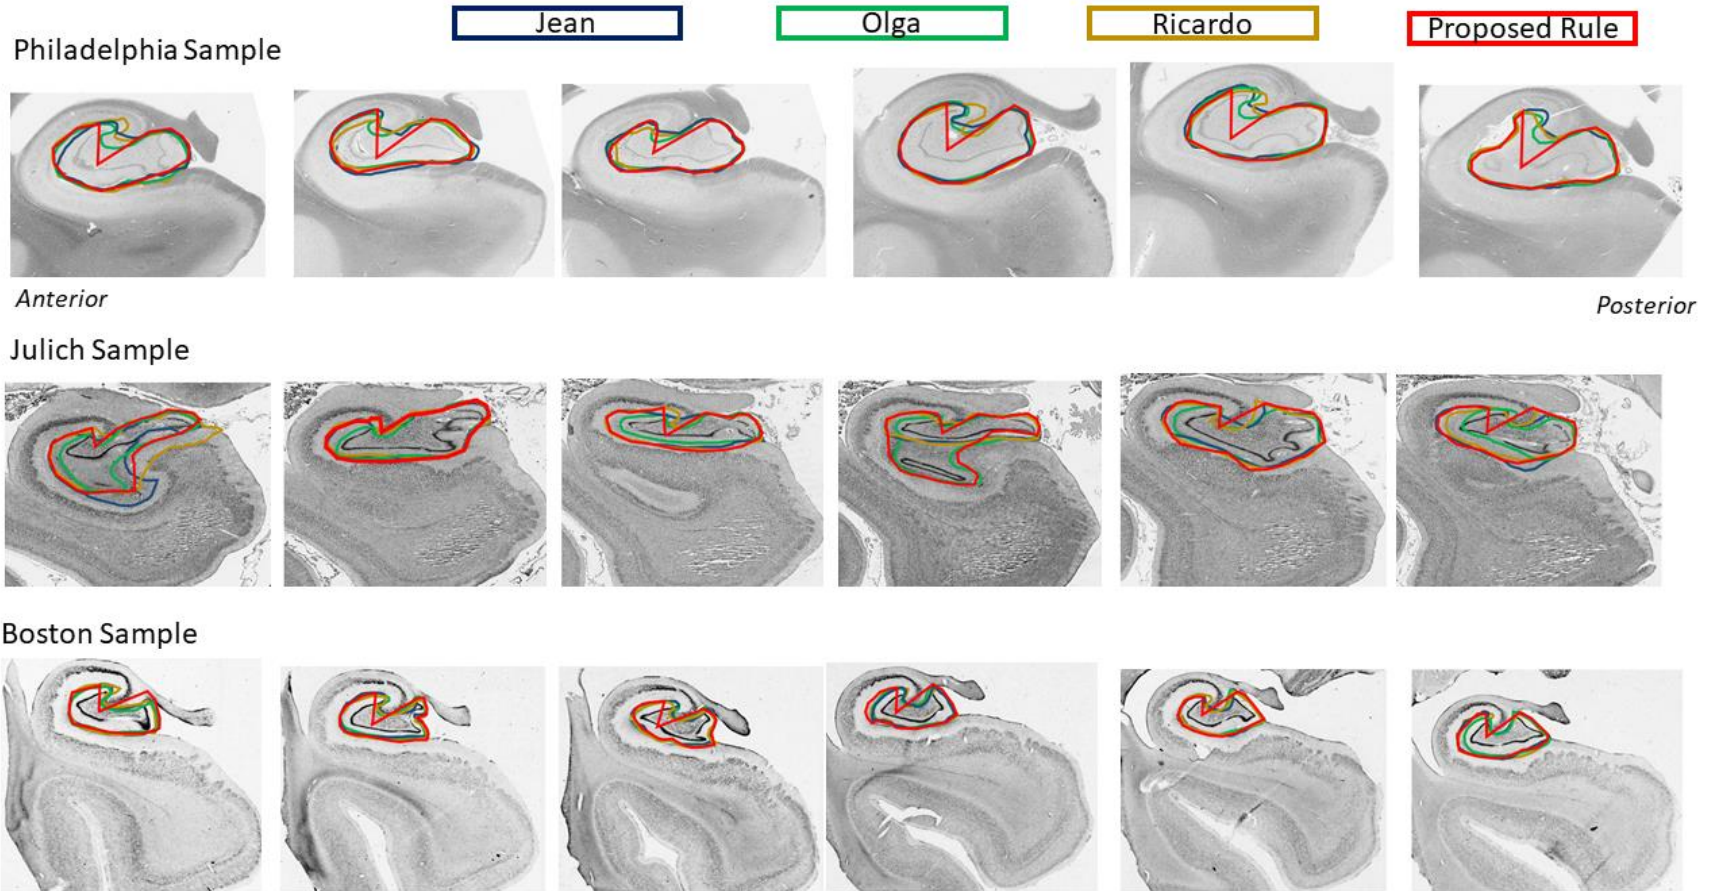 Jean
Olga
Ricardo
Proposed Rule
Philadelphia Sample
Anterior
Posterior
Julich Sample
Boston Sample